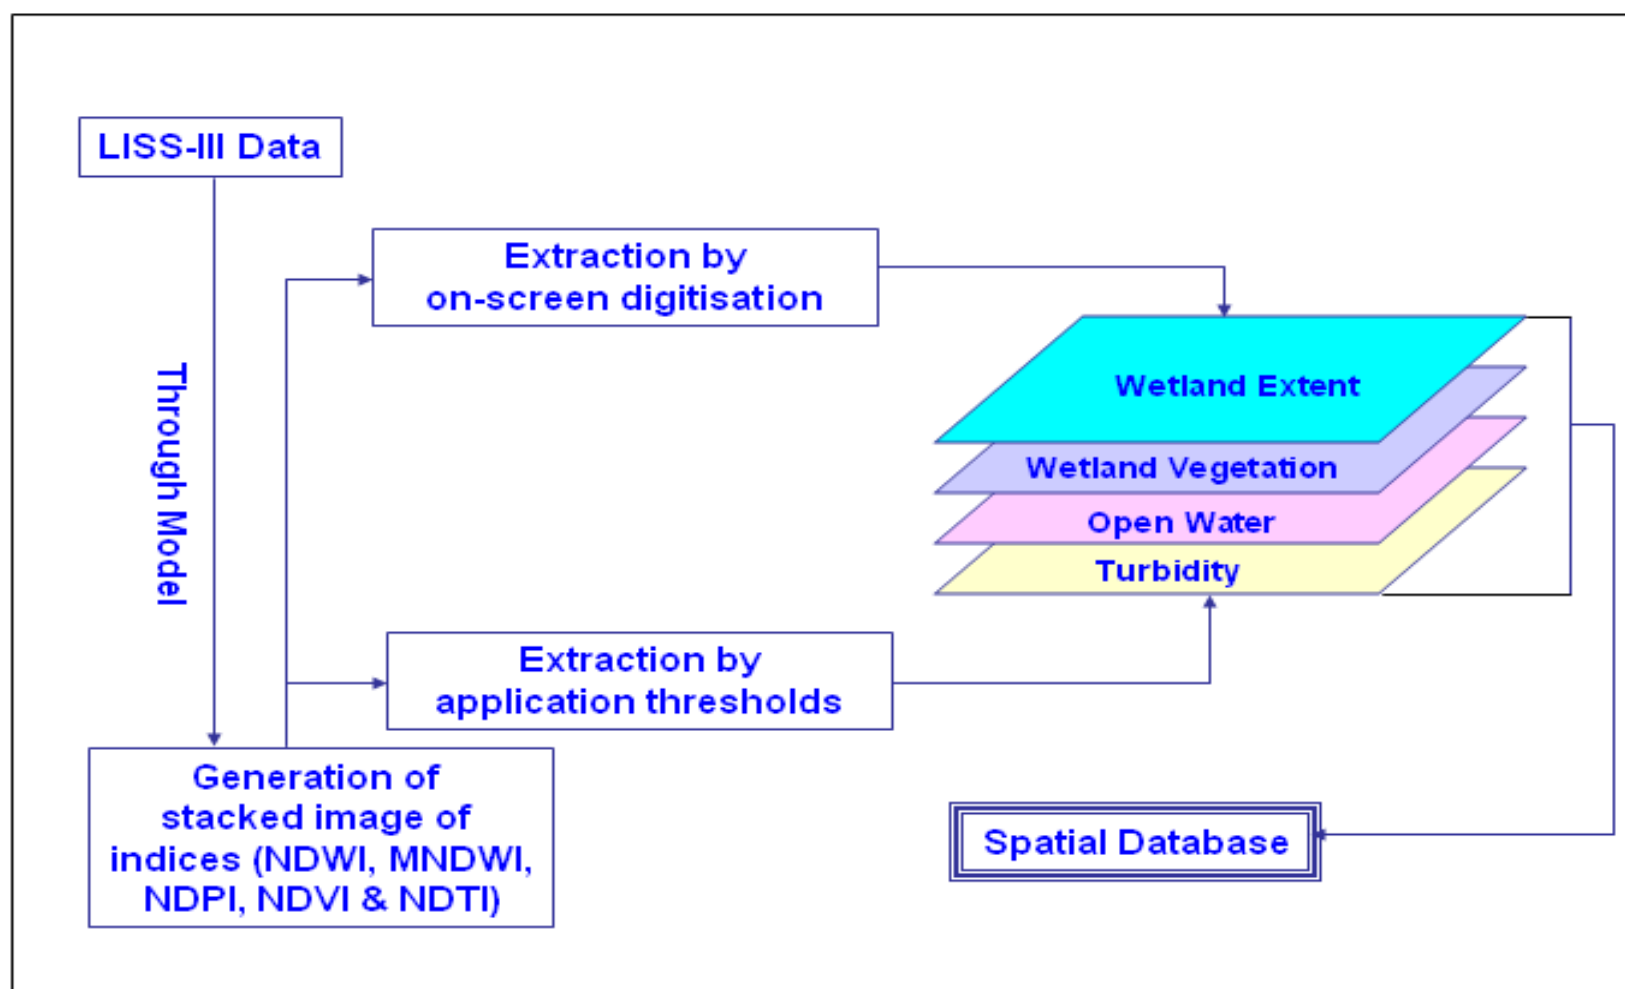 LISS-III Data
Through Model
Extraction by
on-screen digitisation
Wetland Extent
Wetland Vegetation
Open Water
Turbidity
Extraction by
application thresholds
Generation of
stacked image of
indices (NDWI, MNDWI,
NDPI, NDVI & NDTI)
Spatial Database